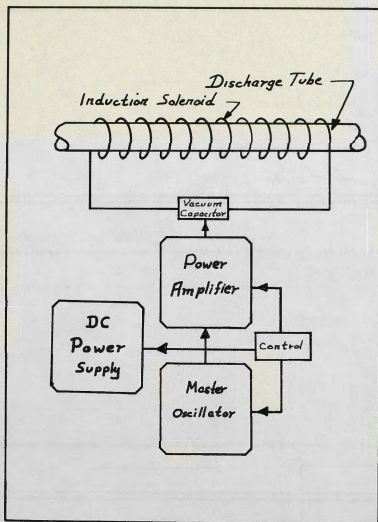 Discharge Tube
Induction Solenoid
Vacuum
Capacitor
Power
Amplifier
DC
Power
Supply
Control
Master
Oscillator